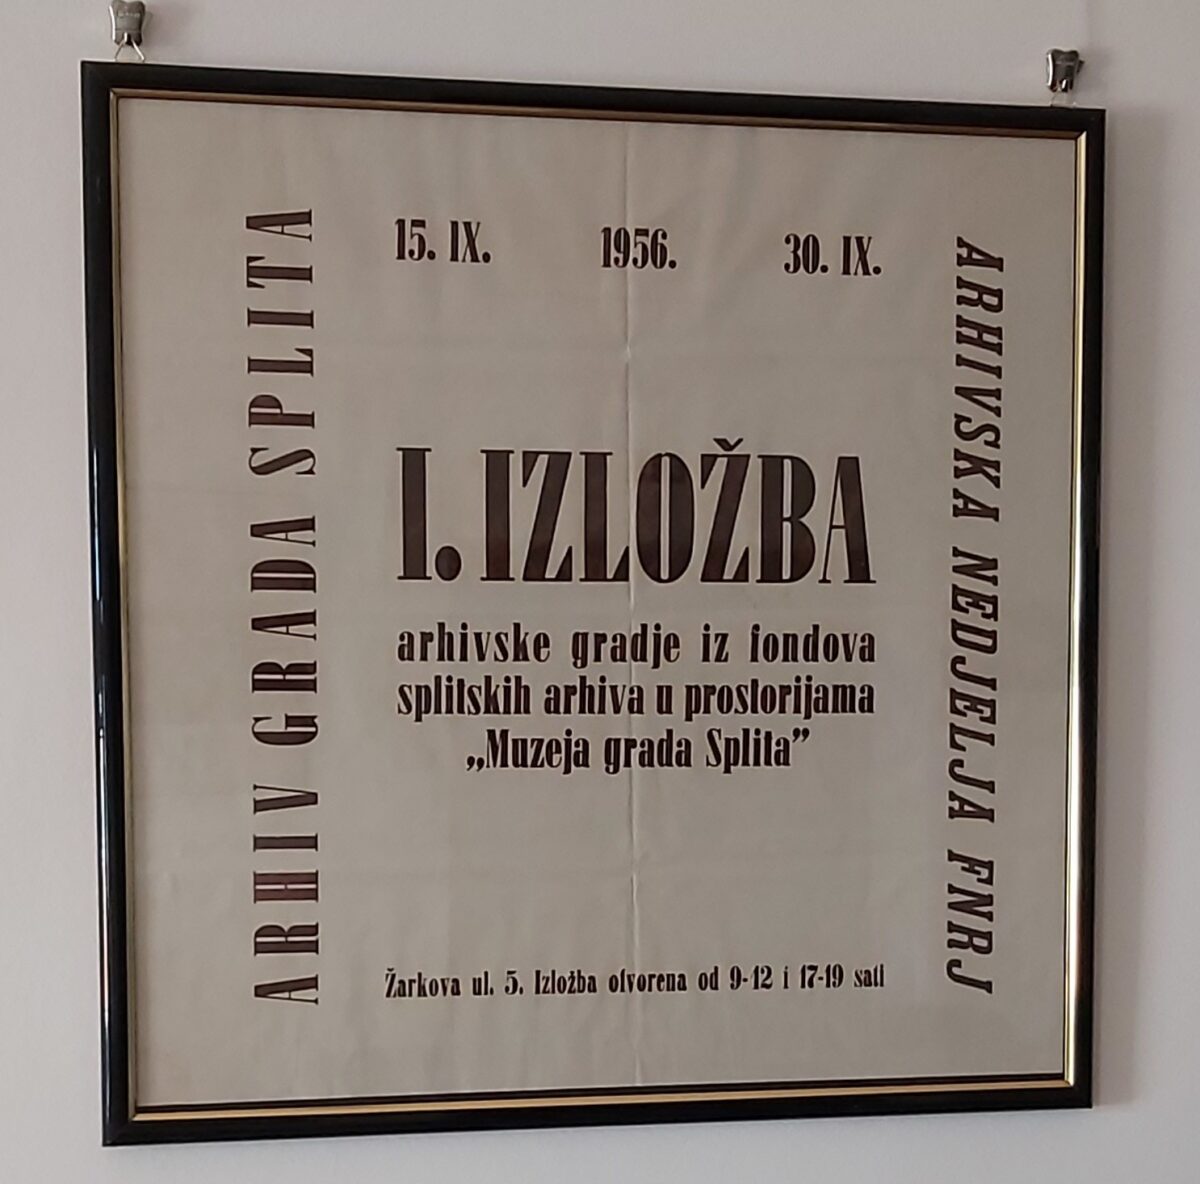 ARHIV GRADA SPLITA
15. IX. 1956. 30. IX.
I. IZLOŽBA
arhivske gradje iz fondova
splitskih arhiva u prostorijama
„Muzeja grada Splita”
Žarkova ul. 5. Izložba otvorena od 9-12 i 17-19 sati
ARHIVSKA NEDJELJA FNRJ